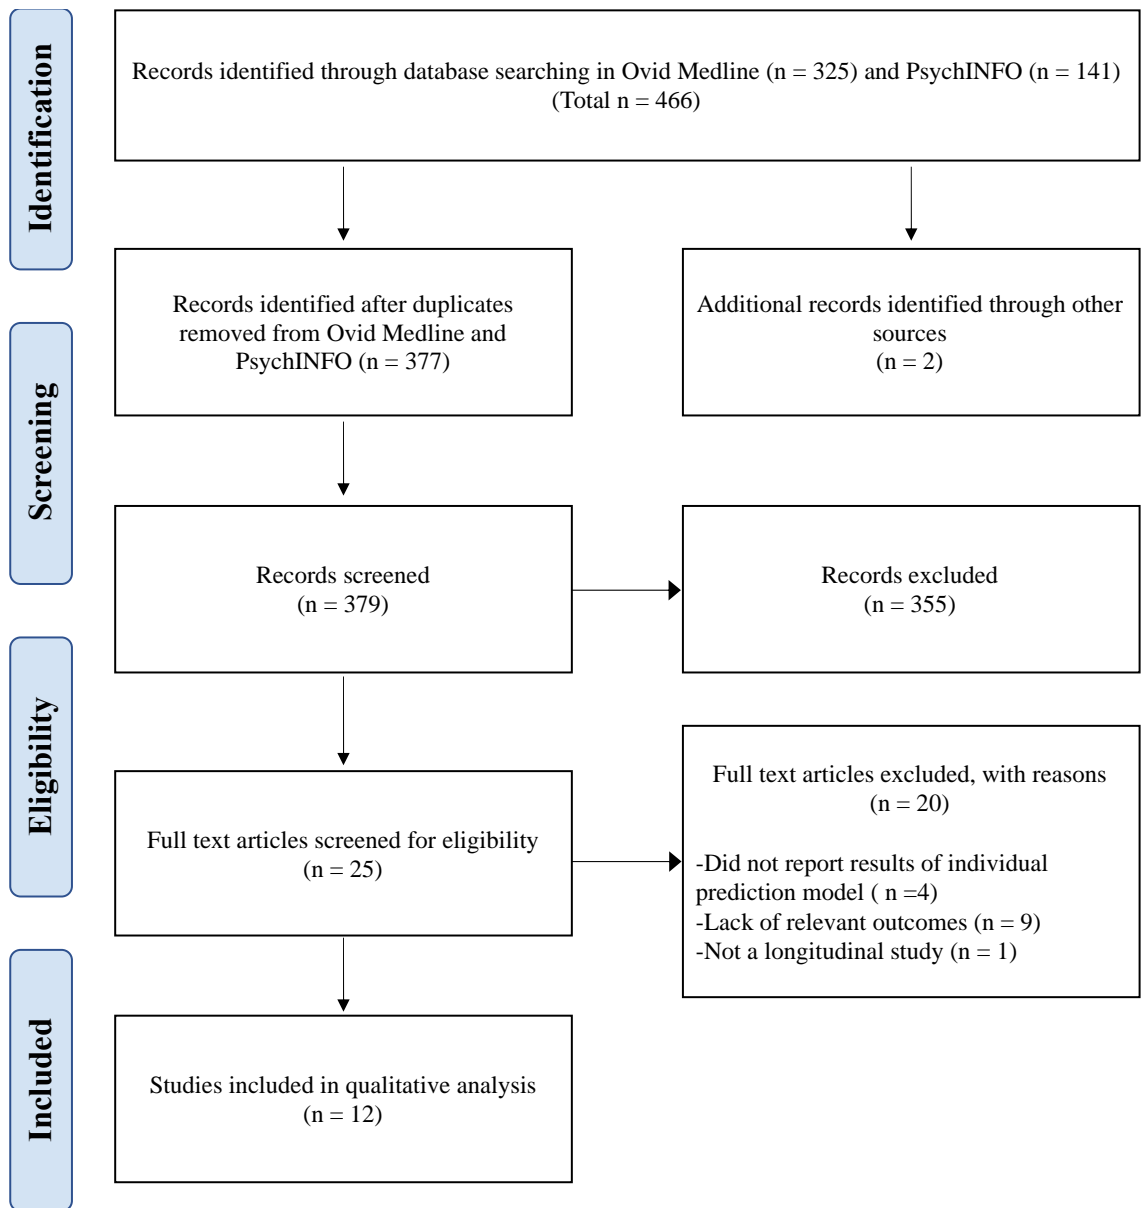 Identification
Records identified through database searching in Ovid Medline (n = 325) and PsychINFO (n = 141)
(Total n = 466)
Records identified after duplicates
removed from Ovid Medline and
PsychINFO (n = 377)
Additional records identified through other
sources
(n = 2)
Screening
Records screened
(n = 379)
Records excluded
(n = 355)
Eligibility
Full text articles screened for eligibility
(n = 25)
Full text articles excluded, with reasons
(n = 20)
-Did not report results of individual
prediction model ( n =4)
-Lack of relevant outcomes (n = 9)
-Not a longitudinal study (n = 1)
Included
Studies included in qualitative analysis
(n = 12)